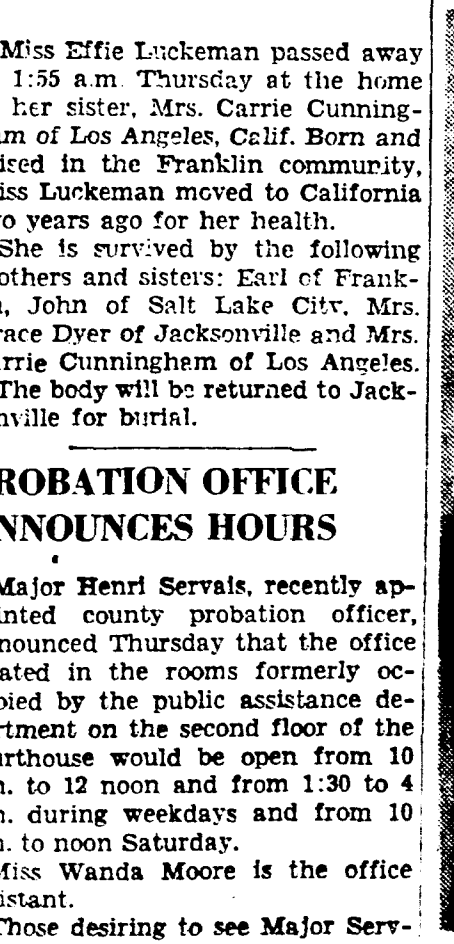 Miss Effie Luckeman passed away
1:55 a.m. Thursday at the home
her sister, Mrs. Carrie Cunning-
am of Los Angeles, Calif. Born and
ised in the Franklin community,
iss Luckeman moved to California
o years ago for her health.
She is survived by the following
others and sisters: Earl of Frank-
, John of Salt Lake City, Mrs.
race Dyer of Jacksonville and Mrs.
rrie Cunningham of Los Angeles.
The body will be returned to Jack-
nville for burial.
ROBATION OFFICE
NNOUNCES HOURS
Major Henri Servais, recently ap-
inted county probation officer,
nounced Thursday that the office
ated in the rooms formerly oc-
pied by the public assistance de-
rtment on the second floor of the
urthouse would be open from 10
. to 12 noon and from 1:30 to 4
. during weekdays and from 10
. to noon Saturday.
Miss Wanda Moore is the office
istant.
Those desiring to see Major Serv-